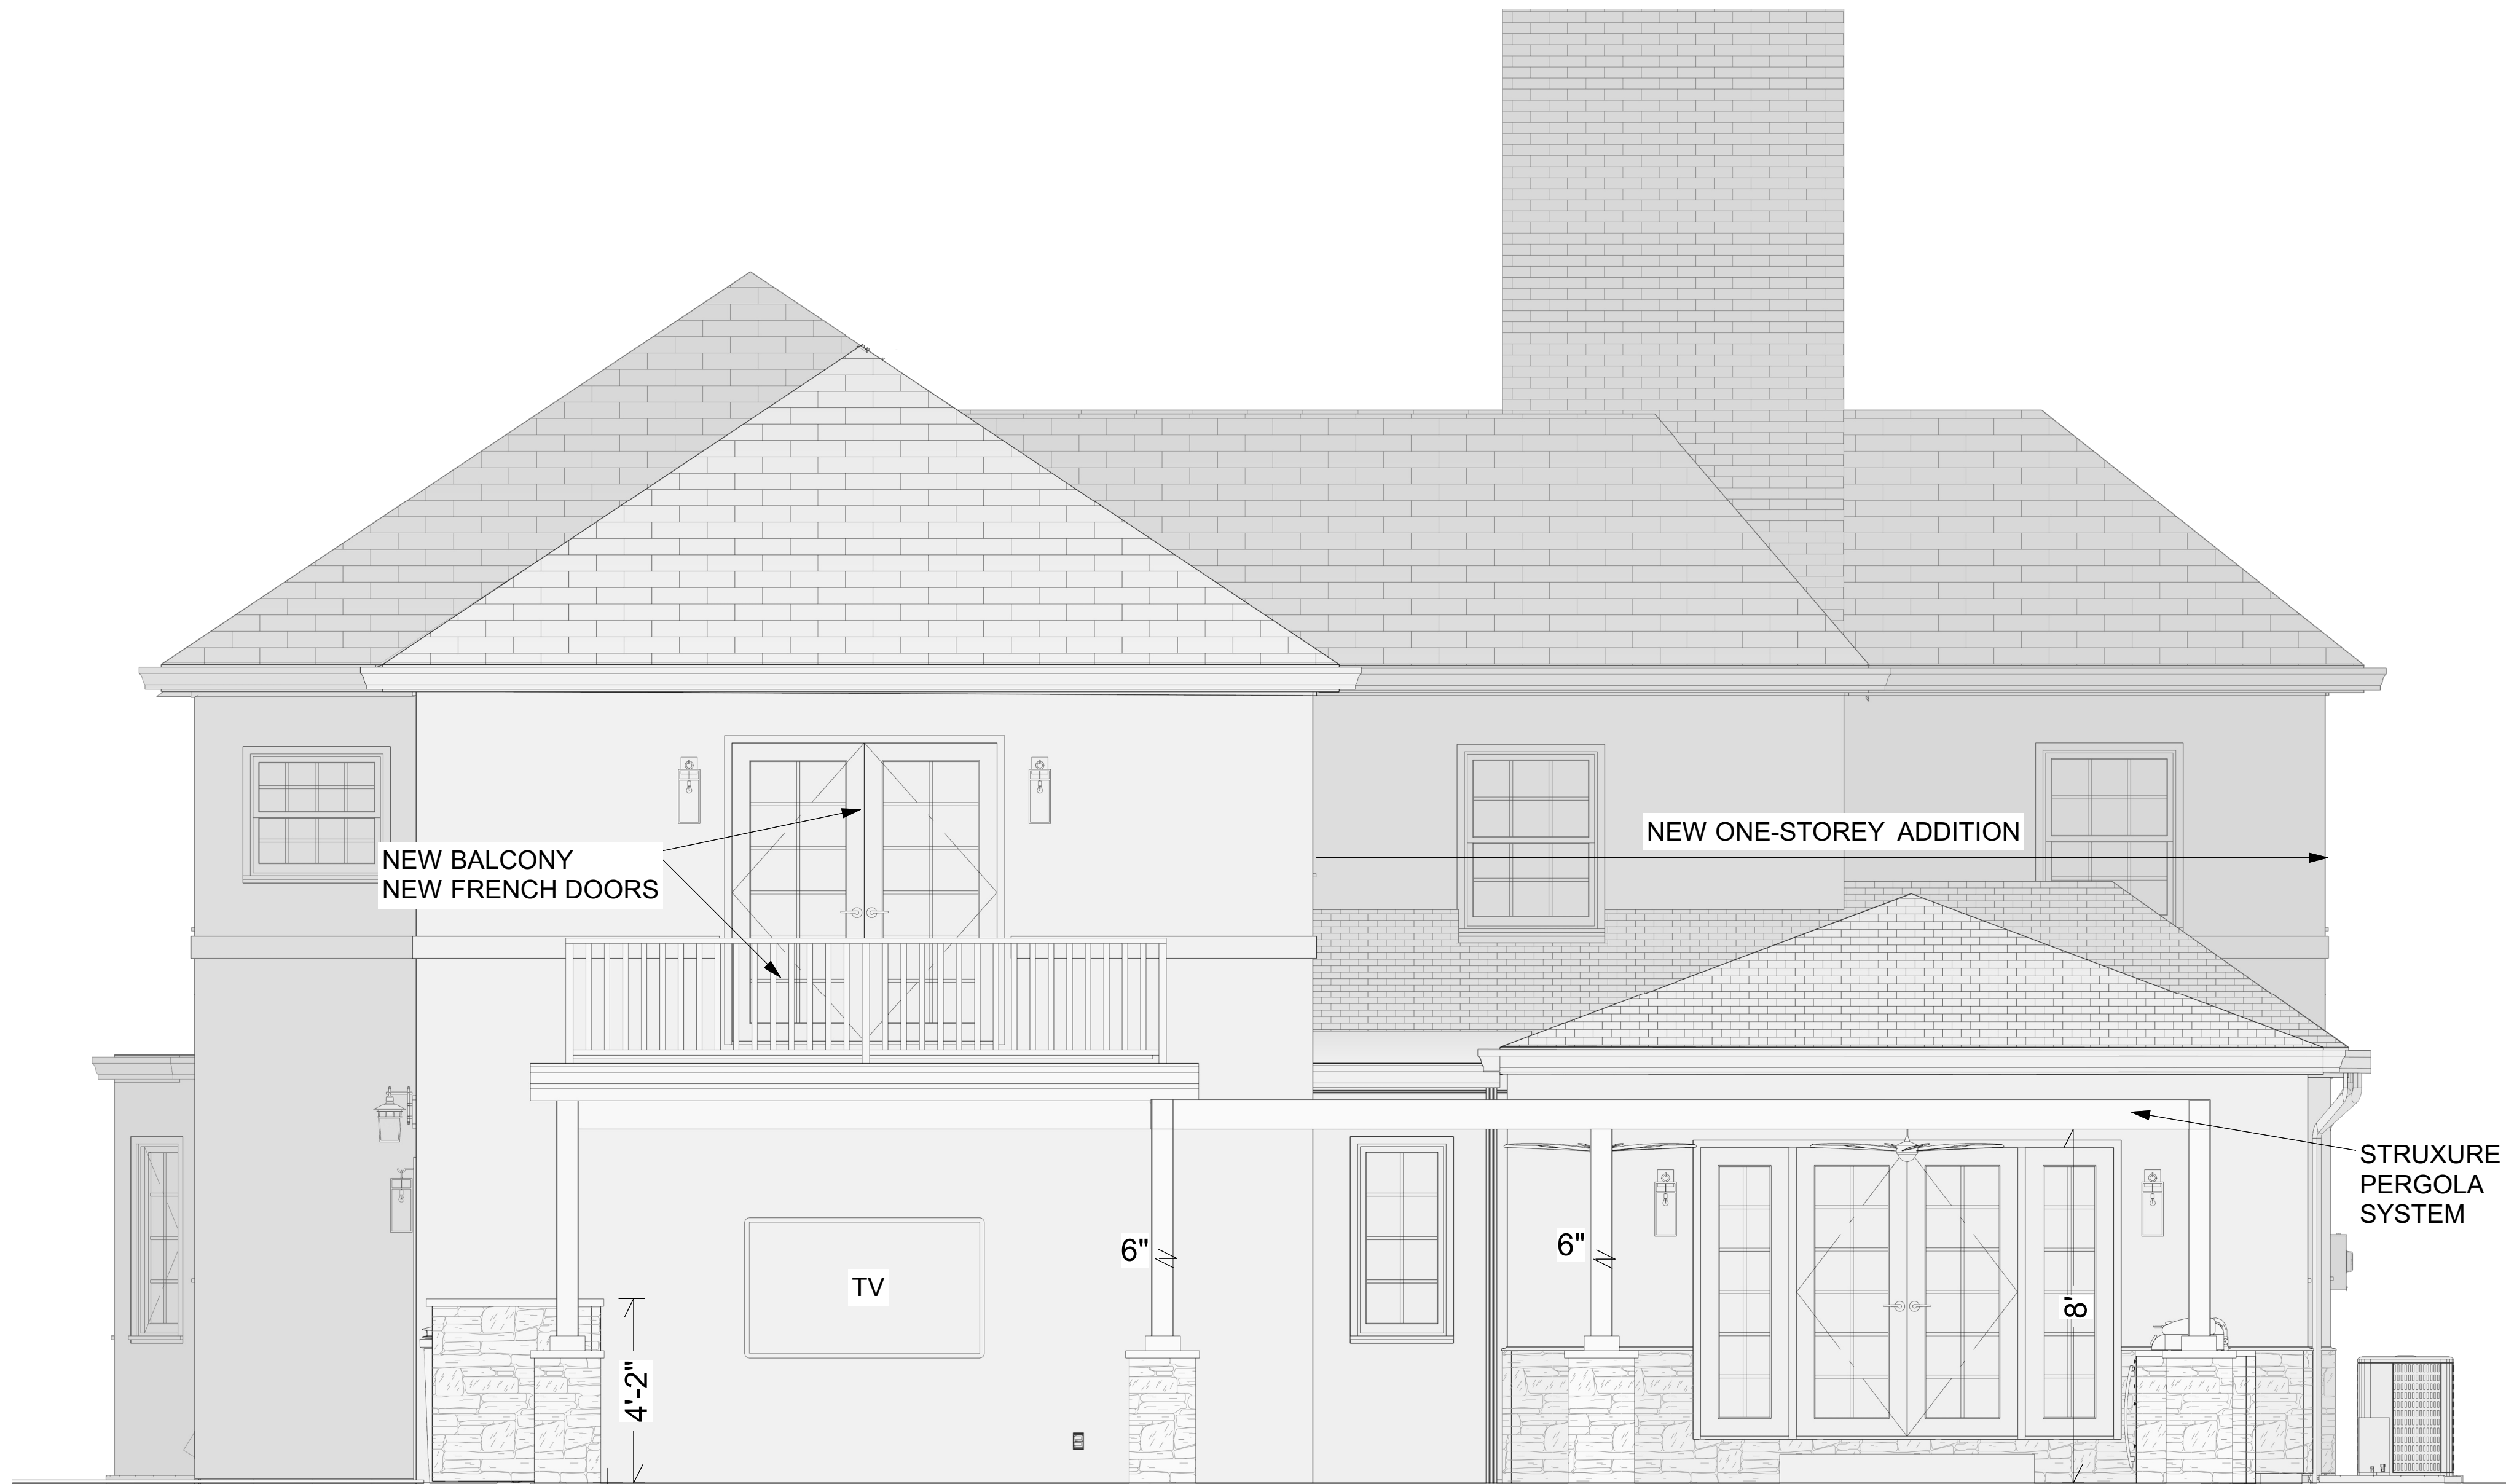 NEW ONE-STOREY ADDITION
NEW BALCONY
NEW FRENCH DOORS
STRUXURE
PERGOLA
SYSTEM
6"
6"
TV
8'
4'-2"